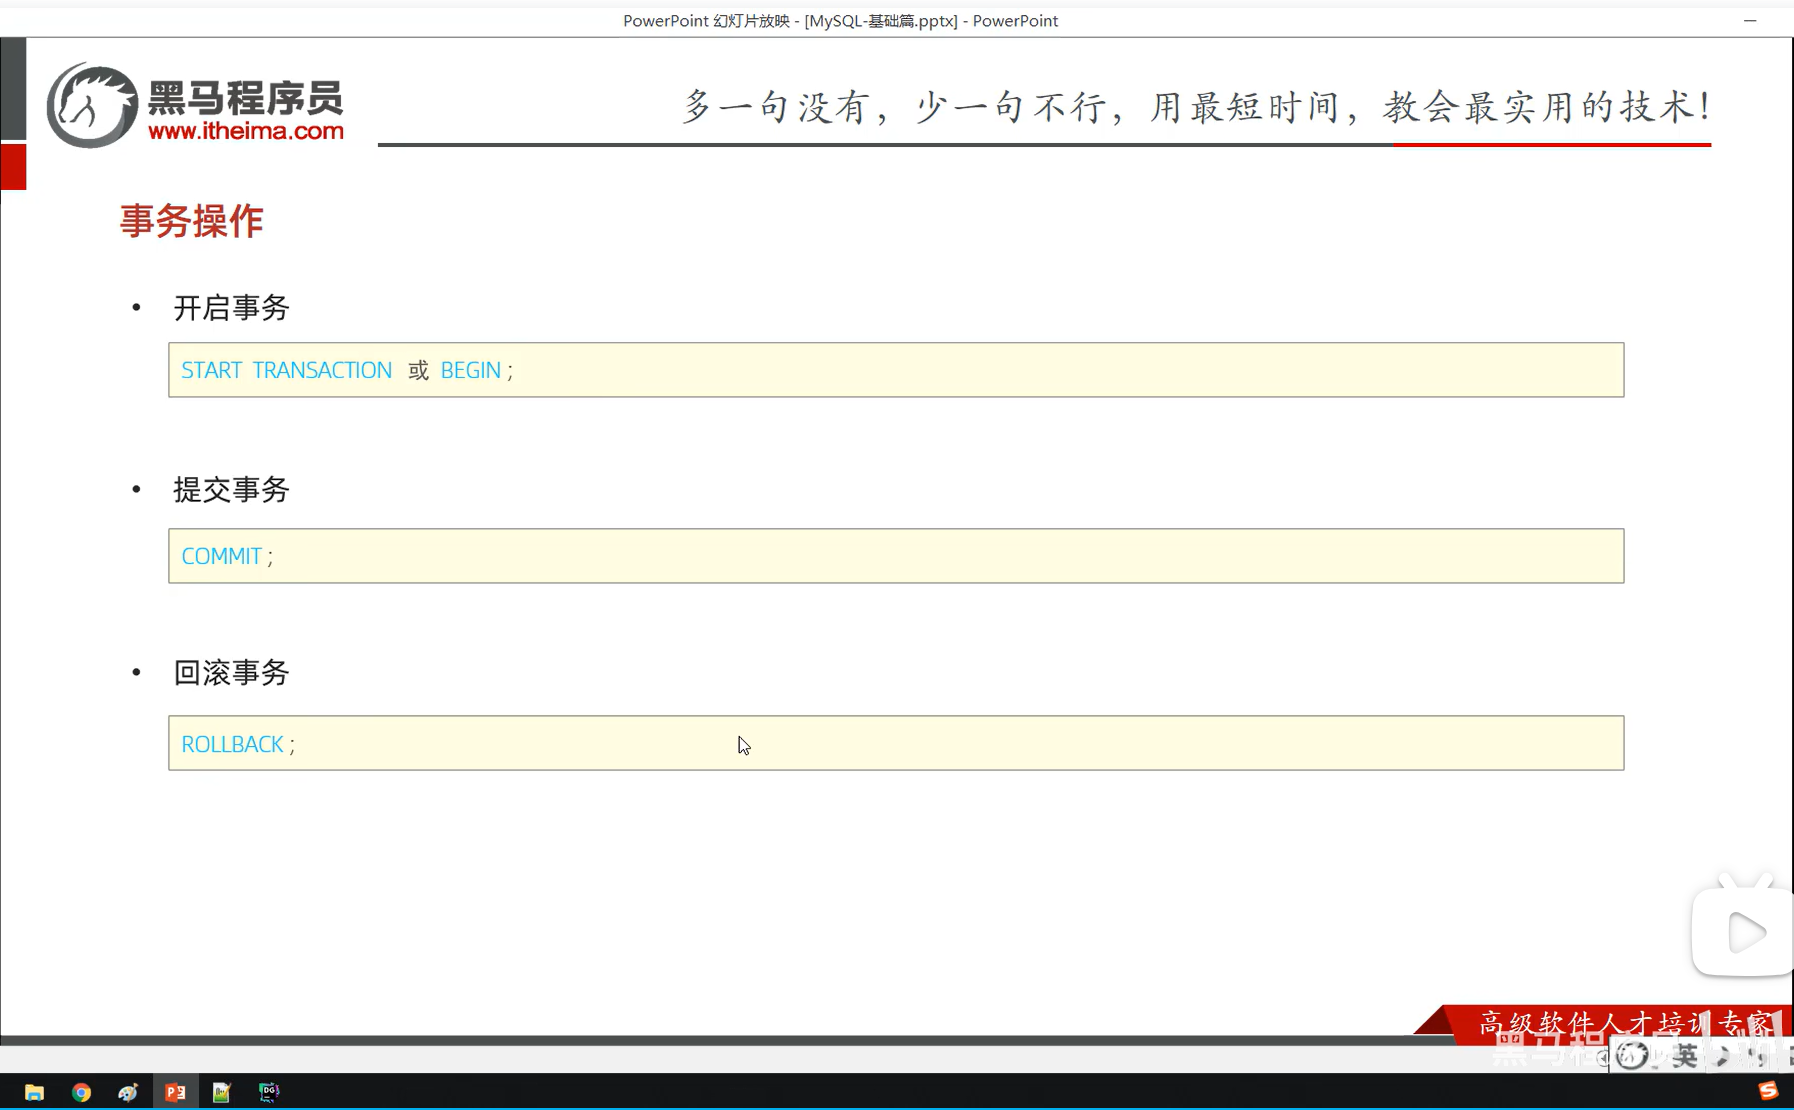 PowerPoint 幻灯片放映 - [MySQL-基础篇.pptx] - PowerPoint
黑马程序员
www.itheima.com
多一句没有，少一句不行，用最短时间，教会最实用的技术！
事务操作
• 开启事务
START TRANSACTION 或 BEGIN ;
• 提交事务
COMMIT ;
• 回滚事务
ROLLBACK ;
高级软件人才培训专家
英